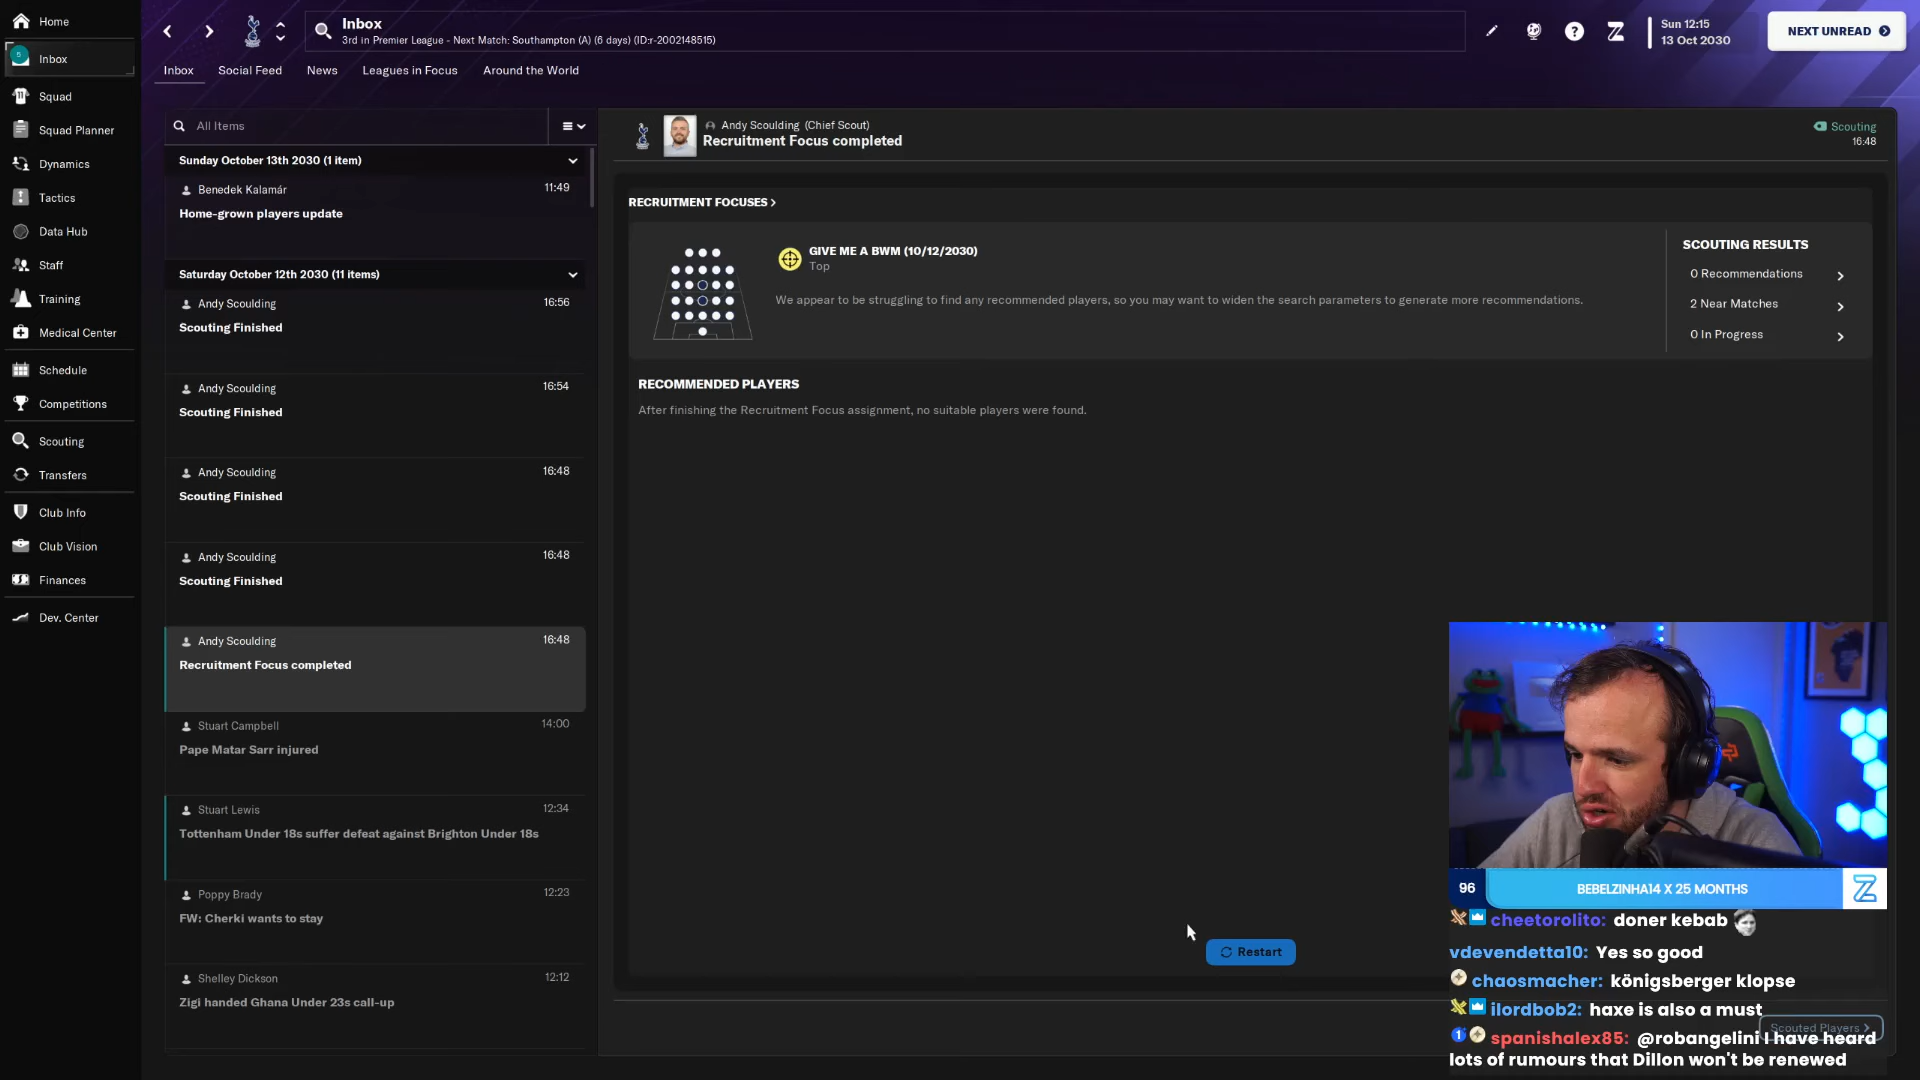 Home
5
Inbox
Squad
Squad Planner
Dynamics
Tactics
Data Hub
Staff
Training
Medical Center
Schedule
Competitions
Scouting
Transfers
Club Info
Club Vision
Finances
Dev. Center
Inbox
3rd in Premier League - Next Match: Southampton (A) (6 days) (ID:r-2002148515)
Sun 12:15
13 Oct 2030
NEXT UNREAD
Inbox
Social Feed
News
Leagues in Focus
Around the World
All Items
Sunday October 13th 2030 (1 item)
Benedek Kalamár
11:49
Home-grown players update
Saturday October 12th 2030 (11 items)
Andy Scoulding
16:56
Scouting Finished
Andy Scoulding
16:54
Scouting Finished
Andy Scoulding
16:48
Scouting Finished
Andy Scoulding
16:48
Scouting Finished
Andy Scoulding
16:48
Recruitment Focus completed
Stuart Campbell
14:00
Pape Matar Sarr injured
Stuart Lewis
12:34
Tottenham Under 18s suffer defeat against Brighton Under 18s
Poppy Brady
12:23
FW: Cherki wants to stay
Shelley Dickson
12:12
Zigi handed Ghana Under 23s call-up
Andy Scoulding (Chief Scout)
Recruitment Focus completed
Scouting
16:48
RECRUITMENT FOCUSES >
GIVE ME A BWM (10/12/2030)
Top
We appear to be struggling to find any recommended players, so you may want to widen the search parameters to generate more recommendations.
SCOUTING RESULTS
0 Recommendations
2 Near Matches
0 In Progress
RECOMMENDED PLAYERS
After finishing the Recruitment Focus assignment, no suitable players were found.
Restart
Scouted Players >
96
BEBELZINHA14 X 25 MONTHS
cheetorolito: doner kebab
vdevendetta10: Yes so good
chaosmacher: königsberger klopse
ilordbob2: haxe is also a must
1 spanishalex85: @robangelini I have heard
lots of rumours that Dillon won't be renewed